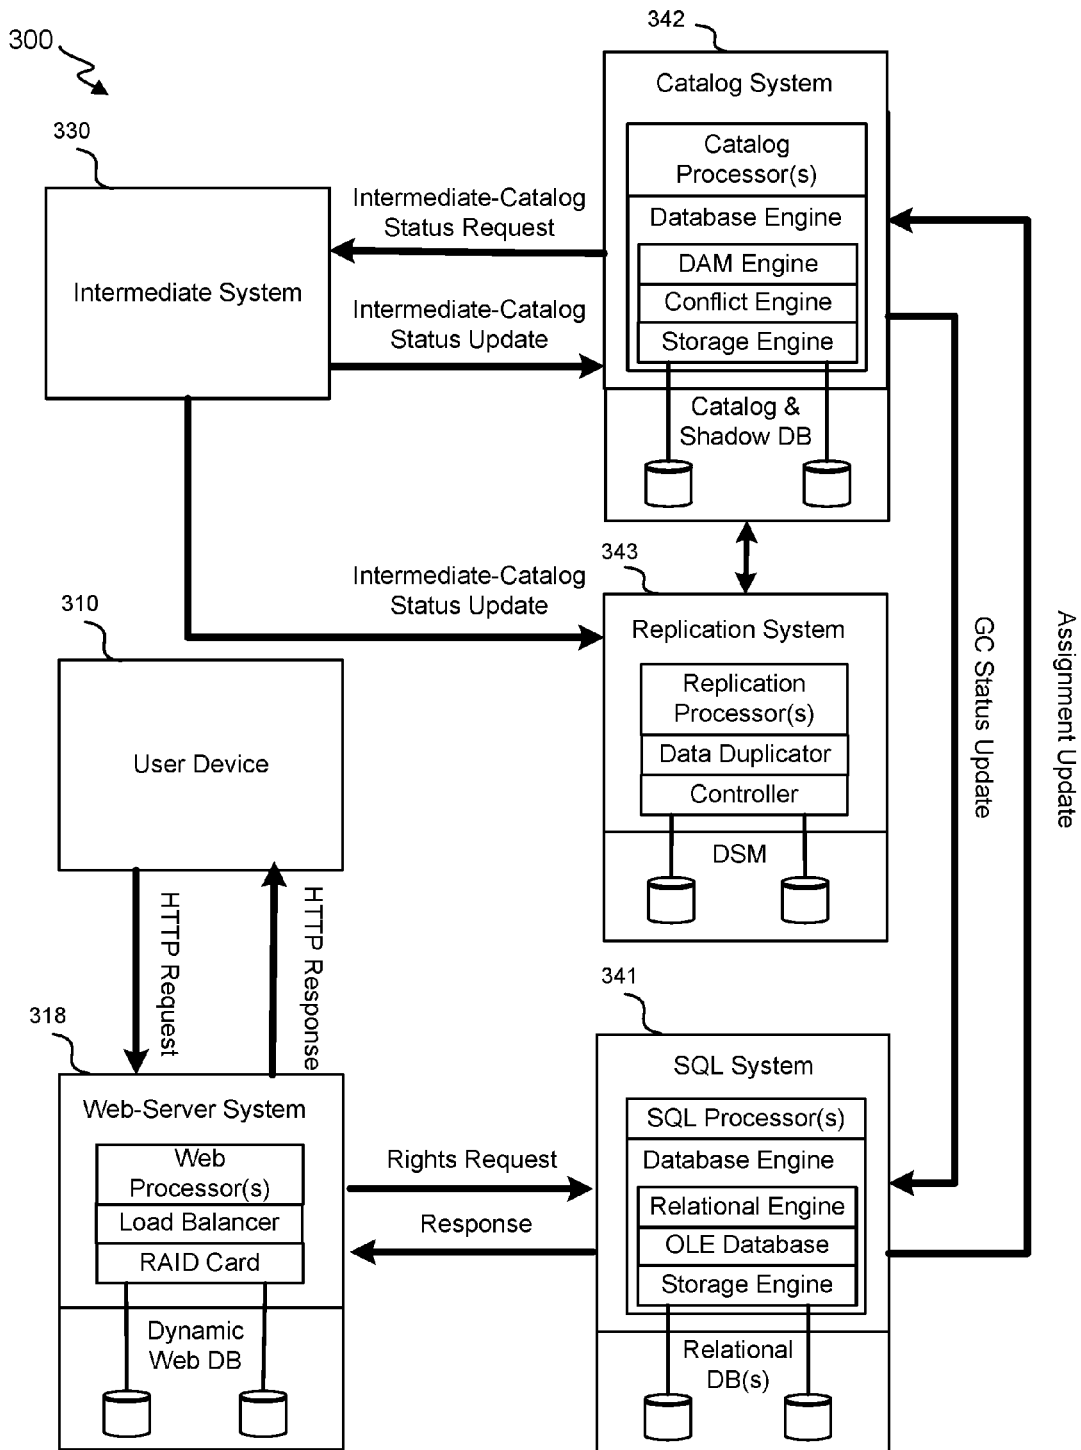 300
342
Catalog System
Catalog
Processor(s)
Database Engine
DAM Engine
Conflict Engine
Storage Engine
Catalog &
Shadow DB
330
Intermediate System
Intermediate-Catalog
Status Request
Intermediate-Catalog
Status Update
Intermediate-Catalog
Status Update
343
Replication System
Replication
Processor(s)
Data Duplicator
Controller
DSM
GC Status Update
Assignment Update
310
User Device
HTTP Request
HTTP Response
318
Web-Server System
Web
Processor(s)
Load Balancer
RAID Card
Dynamic
Web DB
Rights Request
Response
341
SQL System
SQL Processor(s)
Database Engine
Relational Engine
OLE Database
Storage Engine
Relational
DB(s)